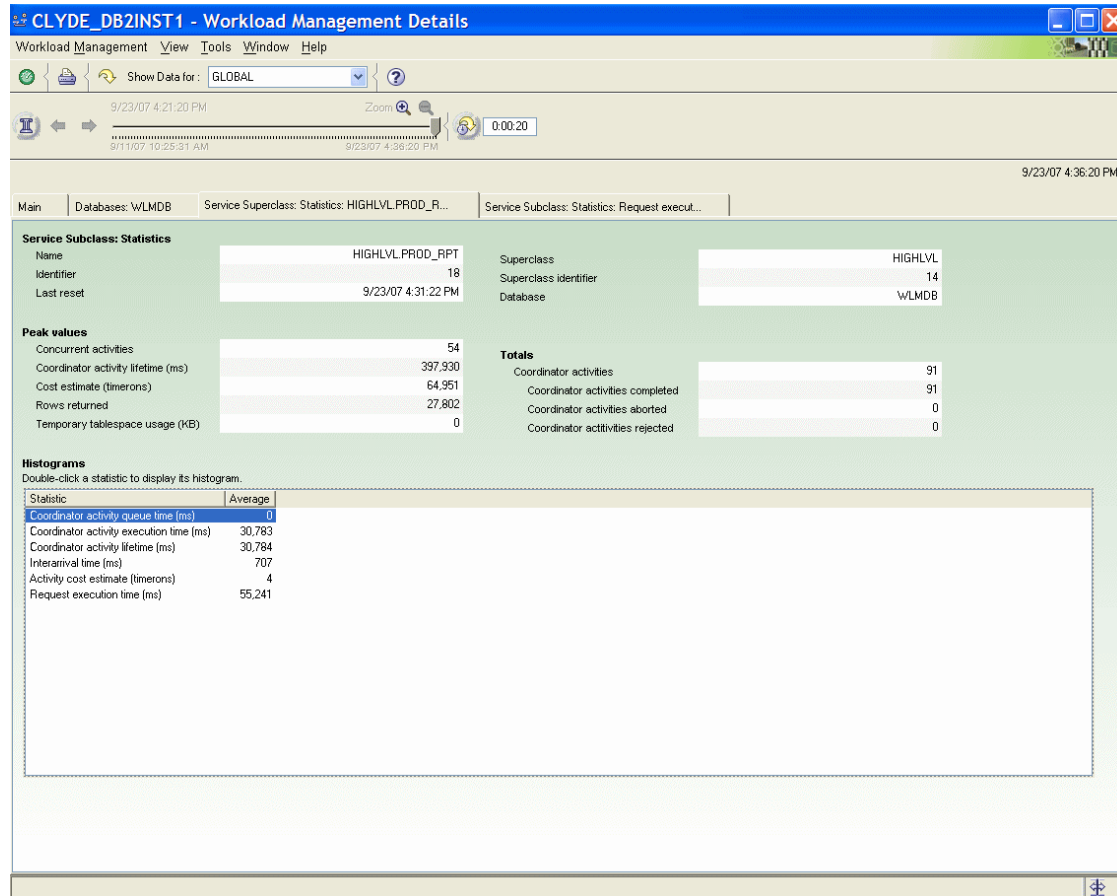 CLYDE_DB2INST1 - Workload Management Details
Workload Management View Tools Window Help
Show Data for: GLOBAL
9/23/07 4:21:20 PM Zoom
0:00:20
9/11/07 10:25:31 AM 9/23/07 4:36:20 PM
9/23/07 4:36:20 PM
Main Databases: WLMDB Service Superclass: Statistics: HIGHLVL.PROD_R... Service Subclass: Statistics: Request execut...
Service Subclass: Statistics
Name HIGHLVL.PROD_RPT Superclass HIGHLVL
Identifier 18 Superclass identifier 14
Last reset 9/23/07 4:31:22 PM Database WLMDB
Peak values
Concurrent activities 54 Totals
Coordinator activity lifetime (ms) 397,930 Coordinator activities 91
Cost estimate (timerons) 64,951 Coordinator activities completed 91
Rows returned 27,802 Coordinator activities aborted 0
Temporary tablespace usage (KB) 0 Coordinator actitivities rejected 0
Histograms
Double-click a statistic to display its histogram.
Statistic Average
Coordinator activity queue time (ms) 0
Coordinator activity execution time (ms) 30,783
Coordinator activity lifetime (ms) 30,784
Interarrival time (ms) 707
Activity cost estimate (timerons) 4
Request execution time (ms) 55,241